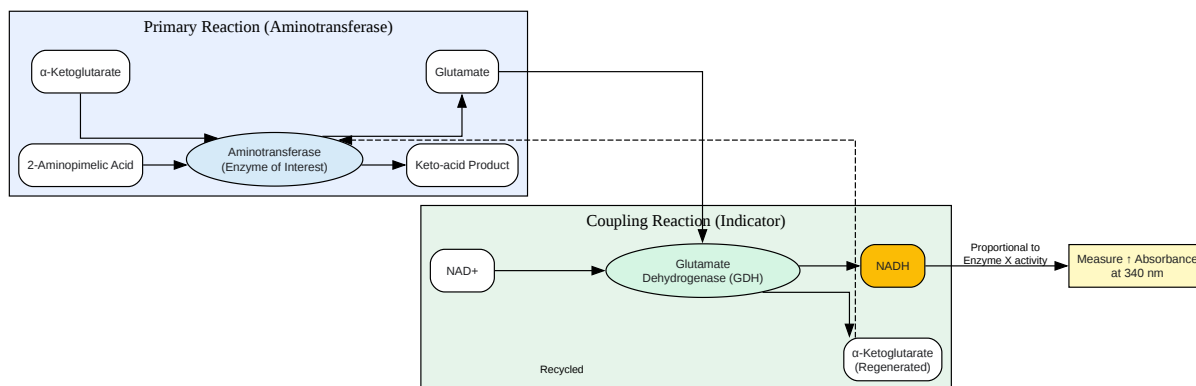 Primary Reaction (Aminotransferase)
α-Ketoglutarate
Glutamate
2-Aminopimelic Acid
Aminotransferase
(Enzyme of Interest)
Keto-acid Product
Coupling Reaction (Indicator)
NAD+
Glutamate
Dehydrogenase (GDH)
NADH
Proportional to
Enzyme X activity
Measure ↑ Absorbance
at 340 nm
α-Ketoglutarate
(Regenerated)
Recycled